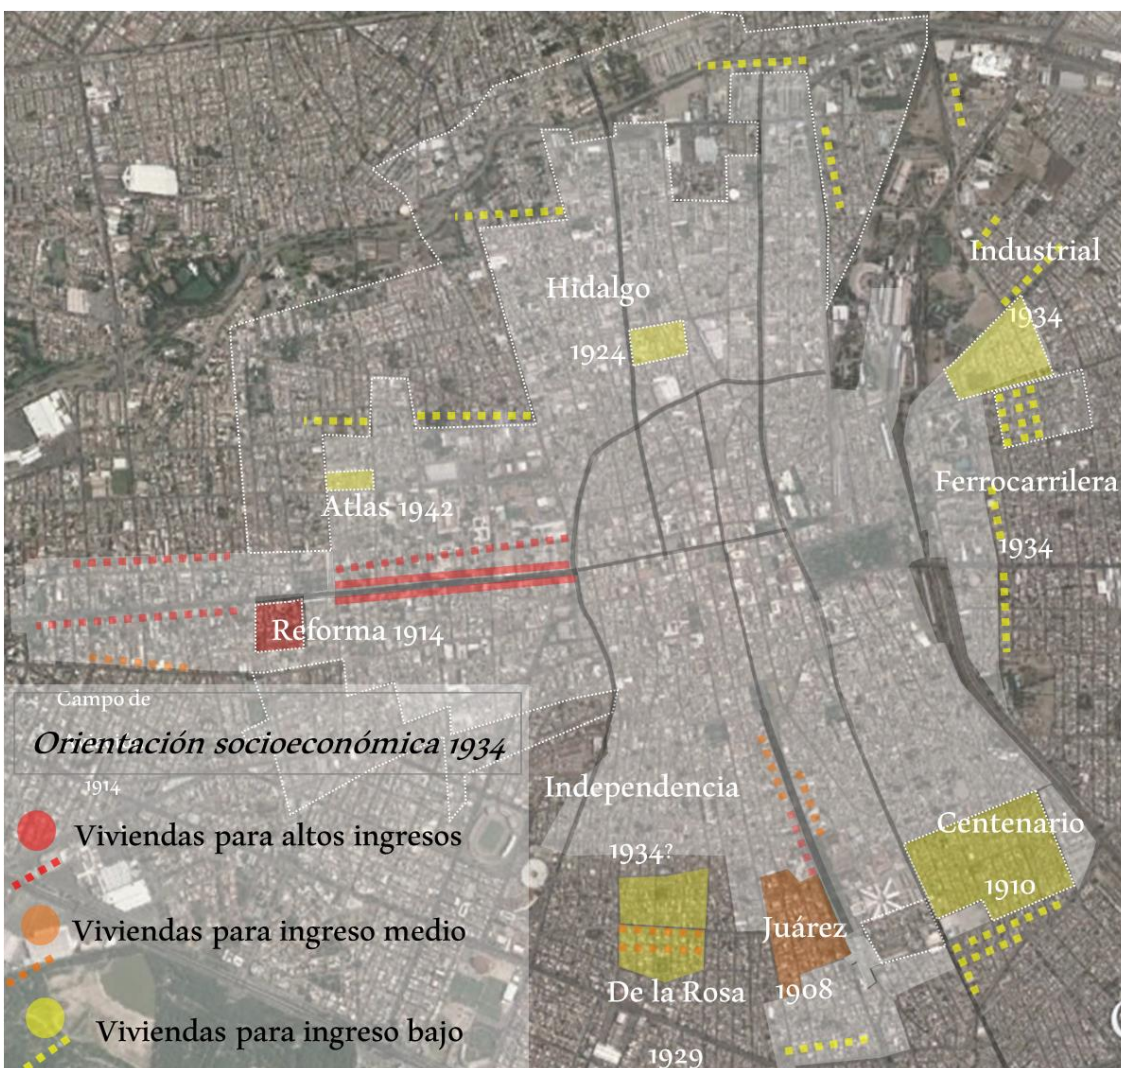 Industrial
1934
Hidalgo
1924
Ferrocarrilera
1934
Atlas 1942
Reforma 1914
Campo de
1914
Orientación socioeconómica 1934
Viviendas para altos ingresos
Viviendas para ingreso medio
Viviendas para ingreso bajo
Independencia
1934?
De la Rosa
1929
Juárez
1908
Centenario
1910